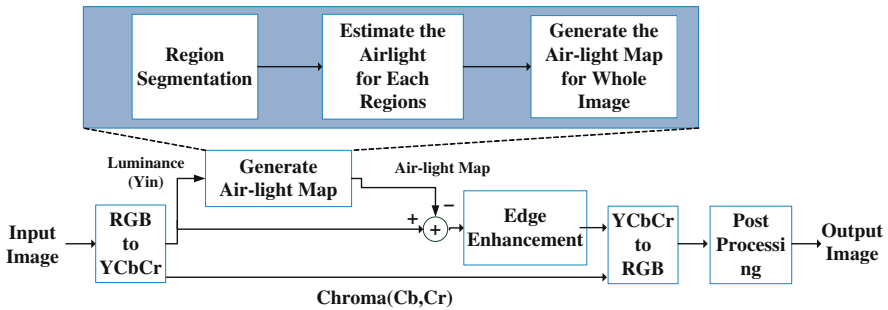 Region
Segmentation
Estimate the
Airlight
for Each
Regions
Generate the
Air-light Map
for Whole
Image
Luminance
(Yin)
Generate
Air-light Map
Air-light Map
Input
Image
RGB
to
YCbCr
+
−
+
Edge
Enhancement
YCbCr
to
RGB
Post
Processi
ng
Output
Image
Chroma(Cb,Cr)